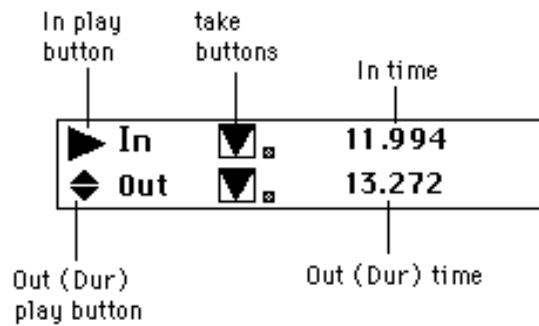 In play
button
take
buttons
In time
In
11.994
Out
13.272
Out (Dur)
play button
Out (Dur) time